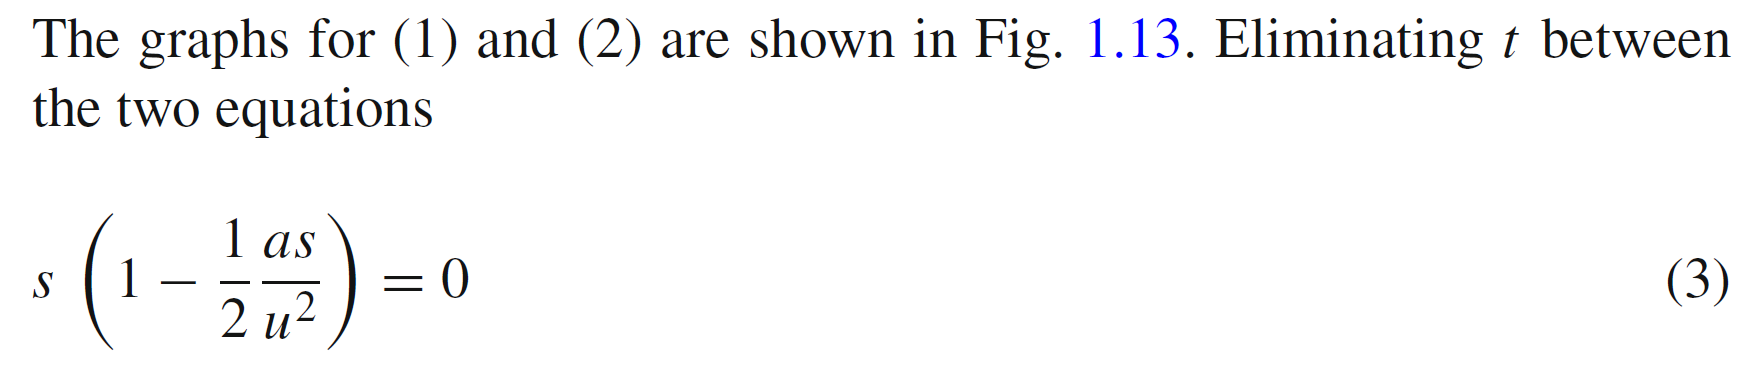 The graphs for (1) and (2) are shown in Fig. 1.13. Eliminating t between
the two equations
s ( 1 − 1/2 as/u² ) = 0 (3)